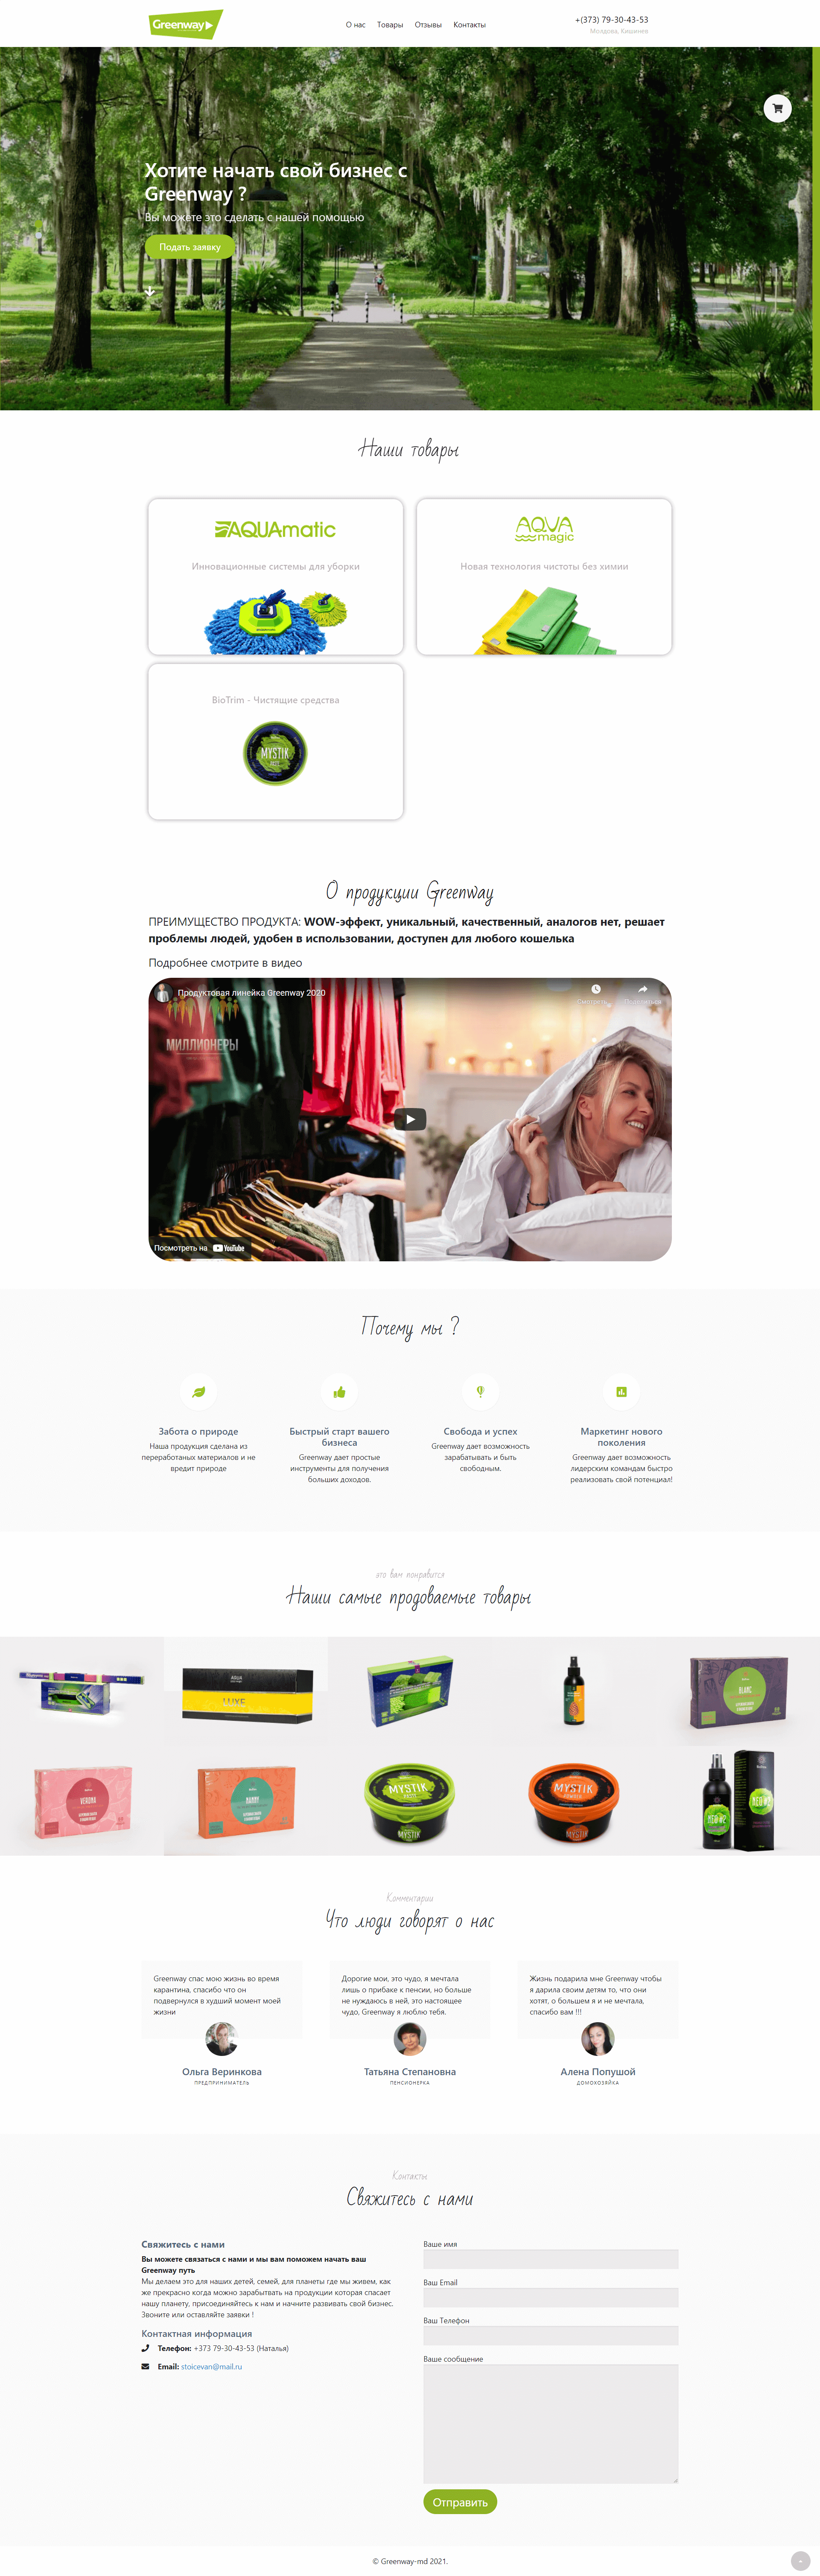 Greenway
О нас Товары Отзывы Контакты
+(373) 79-30-43-53
Молдова, Кишинев
Хотите начать свой бизнес с
Greenway ?
Вы можете это сделать с нашей помощью
Подать заявку
Наши товары
AQUAmatic
Инновационные системы для уборки
AQUA
magic
Новая технология чистоты без химии
BioTrim - Чистящие средства
MYSTIK
О продукции Greenway
ПРЕИМУЩЕСТВО ПРОДУКТА: WOW-эффект, уникальный, качественный, аналогов нет, решает
проблемы людей, удобен в использовании, доступен для любого кошелька
Подробнее смотрите в видео
Продуктовая линейка Greenway 2020
МИЛЛИОНЕРЫ
Посмотреть на YouTube
Почему мы ?
Забота о природе
Наша продукция сделана из
переработаных материалов и не
вредит природе
Быстрый старт вашего
бизнеса
Greenway дает простые
инструменты для получения
больших доходов.
Свобода и успех
Greenway дает возможность
зарабатывать и быть
свободным.
Маркетинг нового
поколения
Greenway дает возможность
лидерским командам быстро
реализовать свой потенциал!
это вам понравится
Наши самые продоваемые товары
AQUA
LUXE
BLANC
VERONA
MYSTIK
MYSTIK
MYSTIK
MYSTIK
NEO #2
Комментарии
Что люди говорят о нас
Greenway спас мою жизнь во время
карантина, спасибо что он
подвернулся в худший момент моей
жизни
Ольга Веринкова
ПРЕДПРИНИМАТЕЛЬ
Дорогие мои, это чудо, я мечтала
лишь о прибаке к пенсии, но больше
не нуждаюсь в ней, это настоящее
чудо, Greenway я люблю тебя.
Татьяна Степановна
ПЕНСИОНЕРКА
Жизнь подарила мне Greenway чтобы
я дарила своим детям то, что они
хотят, о большем я и не мечтала,
спасибо вам !!!
Алена Попушой
ДОМОХОЗЯЙКА
Контакты
Свяжитесь с нами
Свяжитесь с нами
Вы можете связаться с нами и мы вам поможем начать ваш
Greenway путь
Мы делаем это для наших детей, семей, для планеты где мы живем, как
же прекрасно когда можно зарабытвать на продукции которая спасает
нашу планету, присоединяйтесь к нам и начните развивать свой бизнес.
Звоните или оставляйте заявки !
Контактная информация
Телефон: +373 79-30-43-53 (Наталья)
Email: stoicevan@mail.ru
Ваше имя
Ваш Email
Ваш Телефон
Ваше сообщение
Отправить
© Greenway-md 2021.